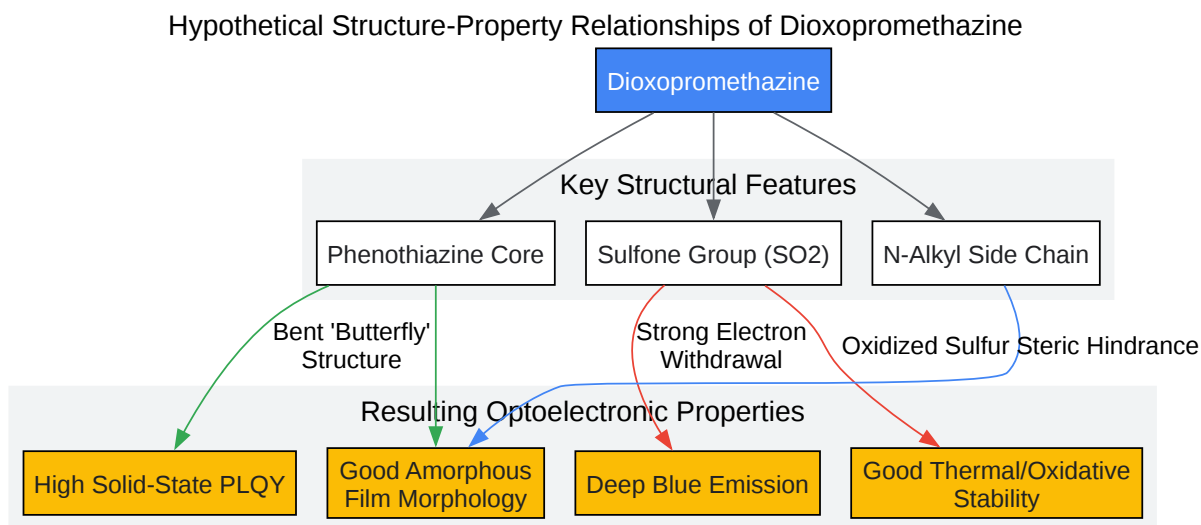 Hypothetical Structure-Property Relationships of Dioxopromethazine
Dioxopromethazine
Key Structural Features
Phenothiazine Core
Sulfone Group (SO2)
N-Alkyl Side Chain
Bent 'Butterfly'
Structure
Strong Electron
Withdrawal
Oxidized Sulfur
Steric Hindrance
Resulting Optoelectronic Properties
High Solid-State PLQY
Good Amorphous
Film Morphology
Deep Blue Emission
Good Thermal/Oxidative
Stability